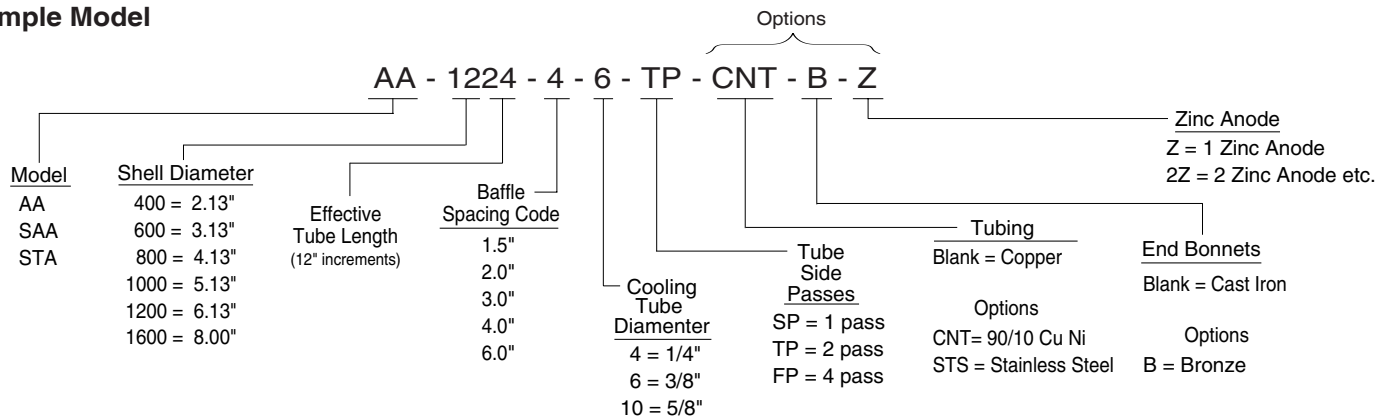 mple Model
Options
AA - 1224 - 4 - 6 - TP - CNT - B - Z
Model
AA
SAA
STA
Shell Diameter
400 = 2.13"
600 = 3.13"
800 = 4.13"
1000 = 5.13"
1200 = 6.13"
1600 = 8.00"
Effective
Tube Length
(12" increments)
Baffle
Spacing Code
1.5"
2.0"
3.0"
4.0"
6.0"
Cooling
Tube
Diamenter
4 = 1/4"
6 = 3/8"
10 = 5/8"
Tube
Side
Passes
SP = 1 pass
TP = 2 pass
FP = 4 pass
Tubing
Blank = Copper
Options
CNT= 90/10 Cu Ni
STS = Stainless Steel
End Bonnets
Blank = Cast Iron
Options
B = Bronze
Zinc Anode
Z = 1 Zinc Anode
2Z = 2 Zinc Anode etc.